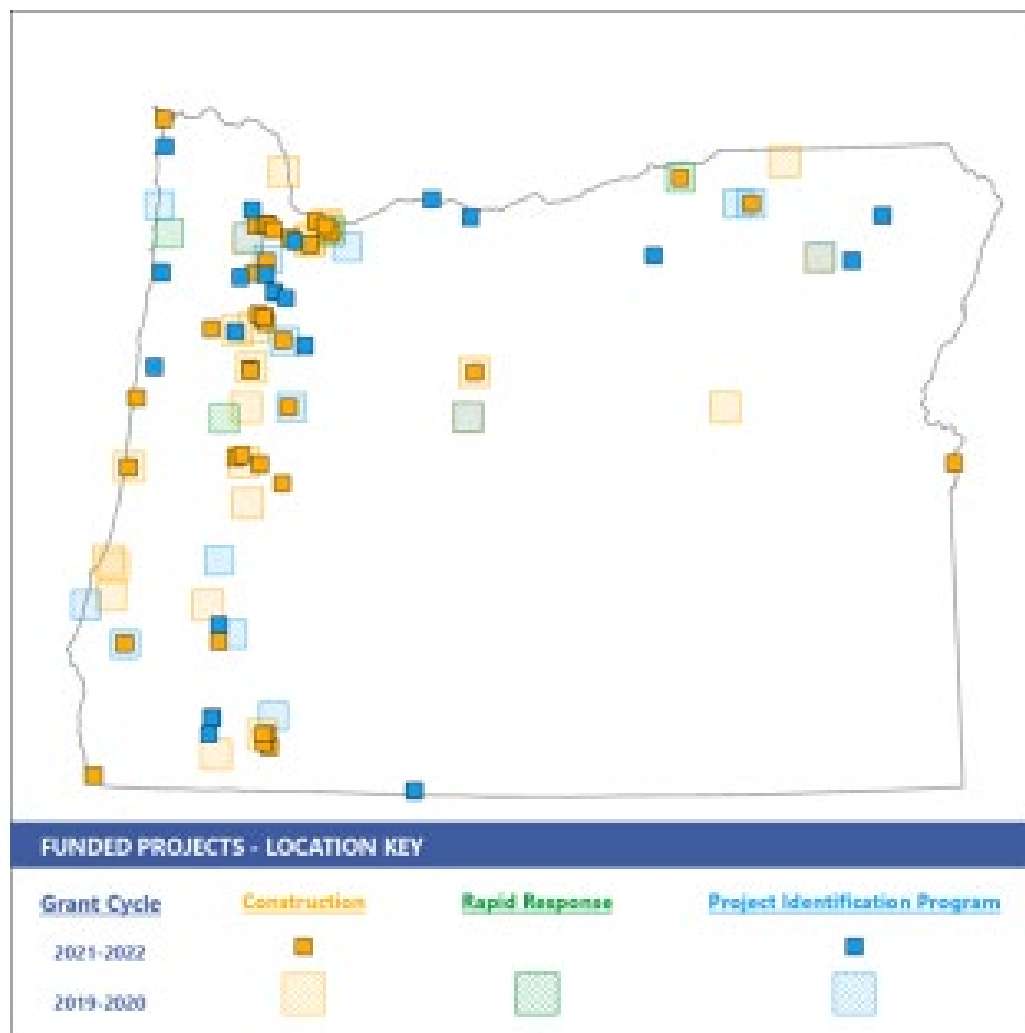 FUNDED PROJECTS - LOCATION KEY
Grant Cycle Construction Rapid Response Project Identification Program
2021-2022
2019-2020